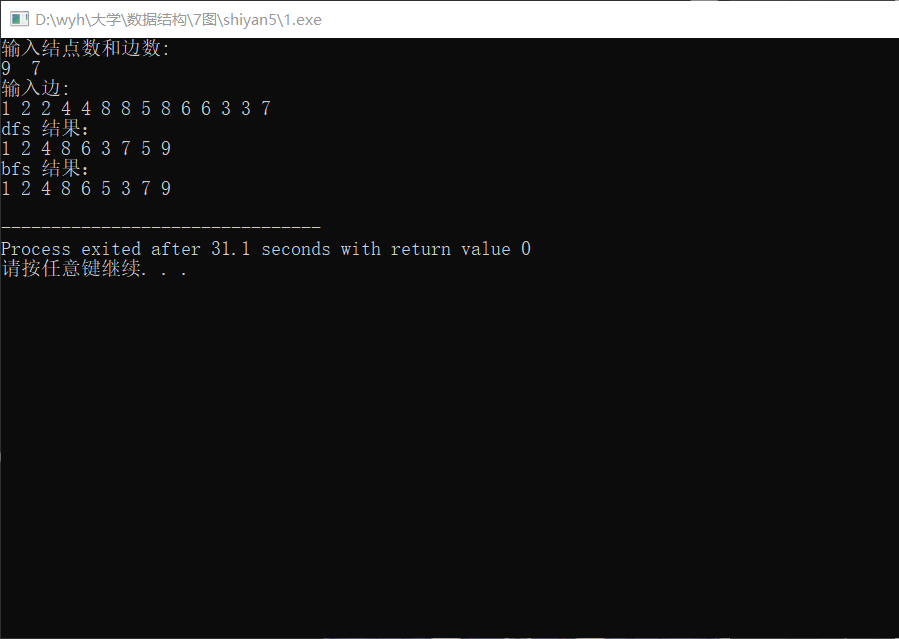 D:\wyh\大学\数据结构\7图\shiyan5\1.exe
输入结点数和边数:
9  7
输入边:
1 2 2 4 4 8 8 5 8 6 6 3 3 7
dfs 结果：
1 2 4 8 6 3 7 5 9
bfs 结果：
1 2 4 8 6 5 3 7 9
--------------------------------
Process exited after 31.1 seconds with return value 0
请按任意键继续. . .